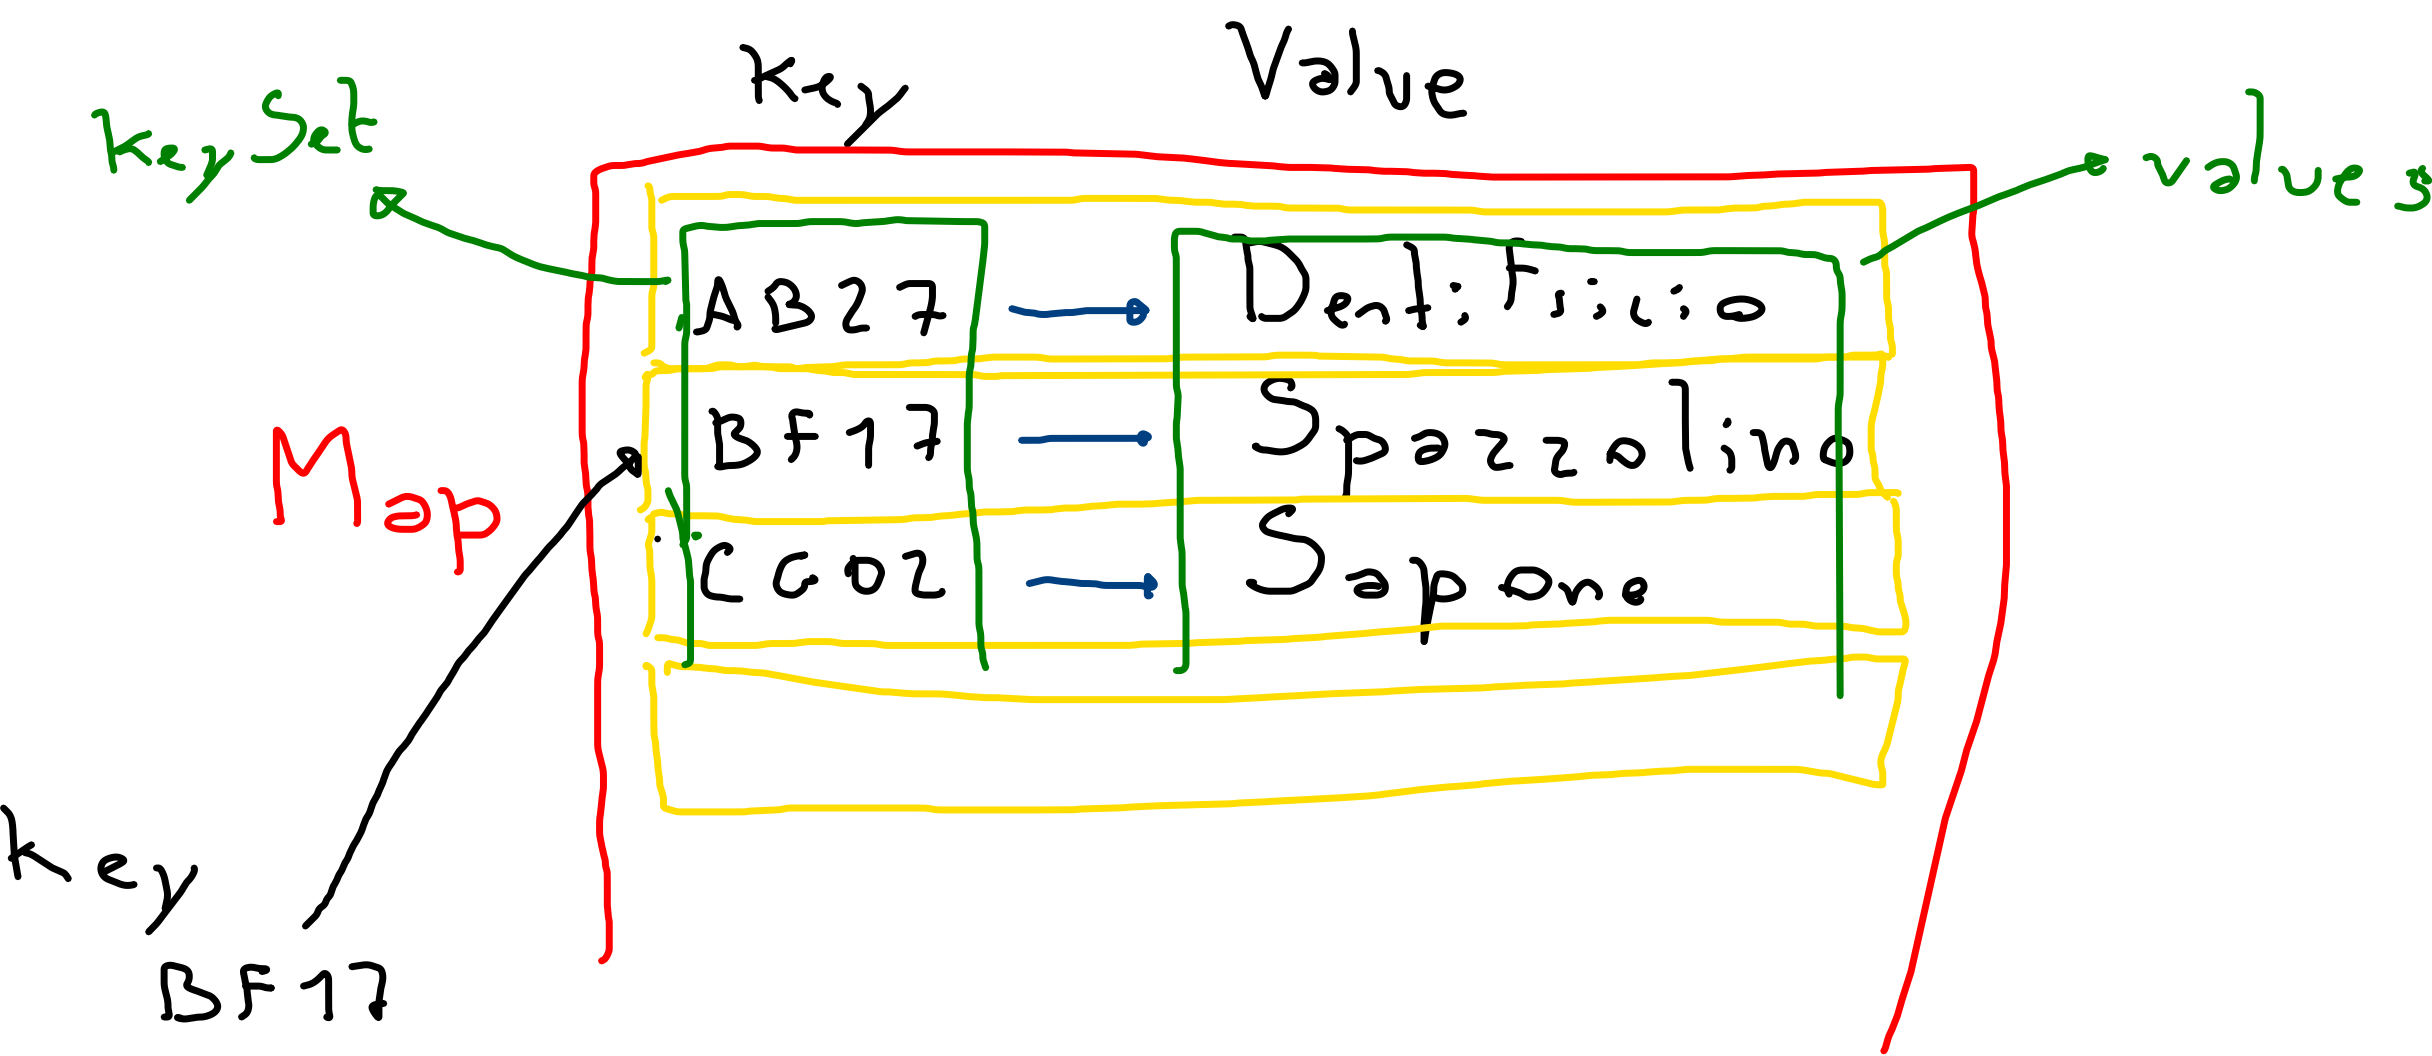 Key Value
keySet
values
AB27 Dentifricio
BF17 Spazzolino
Map
CG02 Sapone
Key
BF17